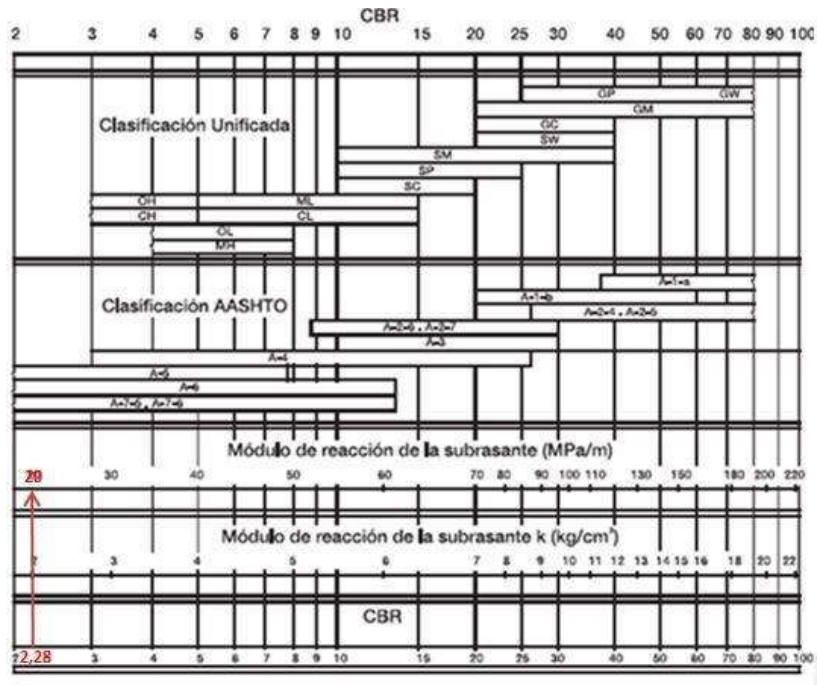 CBR
2 3 4 5 6 7 8 9 10 15 20 25 30 40 50 60 70 80 90 100
GP GW
GM
Clasificación Unificada
GC
SW
SM
SP
SC
OH ML
CH CL
OL
MH
A-1-a
Clasificación AASHTO
A-1-b
A-2-4 , A-2-5
A-2-6 , A-2-7
A-3
A-4
A-5
A-6
A-7-5 , A-7-6
Módulo de reacción de la subrasante (MPa/m)
30 40 50 60 70 80 90 100 110 130 150 180 200 220
Módulo de reacción de la subrasante k (kg/cm³)
2 3 4 5 6 7 8 9 10 11 12 13 14 15 16 18 20 22
CBR
2,28 3 4 5 6 7 8 9 10 15 20 25 30 40 50 60 70 80 90 100